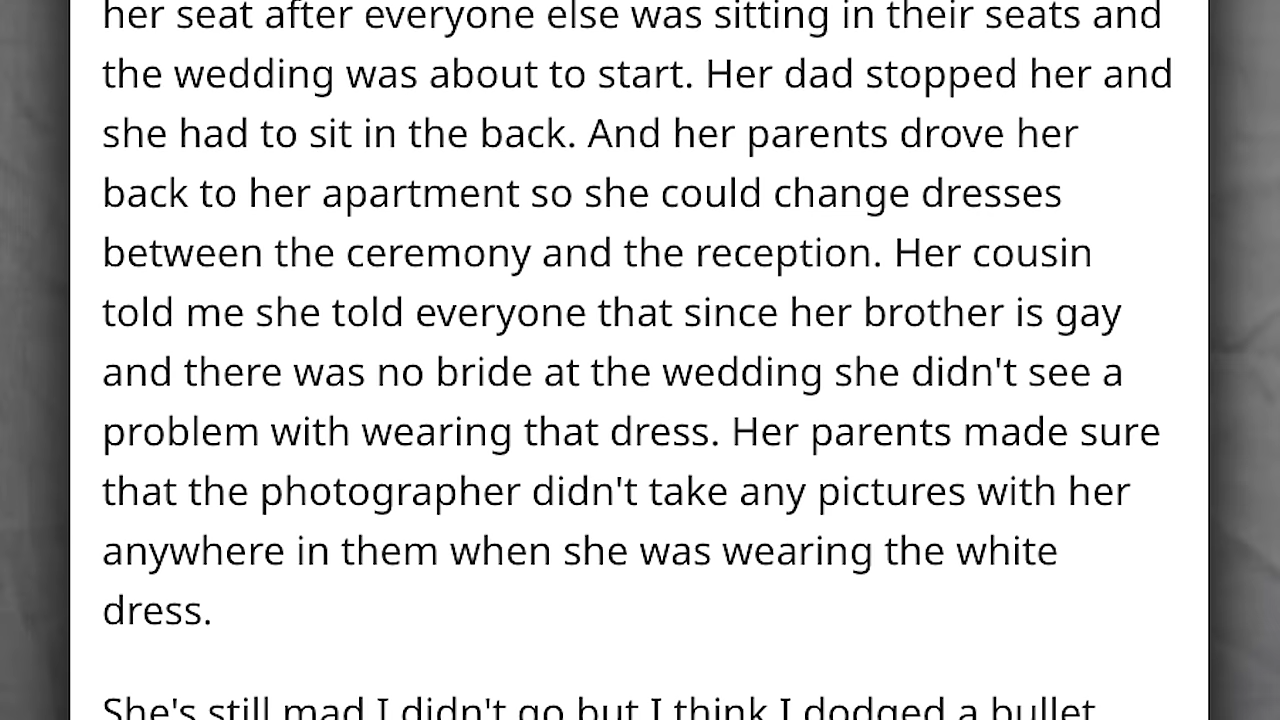 her seat after everyone else was sitting in their seats and
the wedding was about to start. Her dad stopped her and
she had to sit in the back. And her parents drove her
back to her apartment so she could change dresses
between the ceremony and the reception. Her cousin
told me she told everyone that since her brother is gay
and there was no bride at the wedding she didn't see a
problem with wearing that dress. Her parents made sure
that the photographer didn't take any pictures with her
anywhere in them when she was wearing the white
dress.
She's still mad I didn't go but I think I dodged a bullet